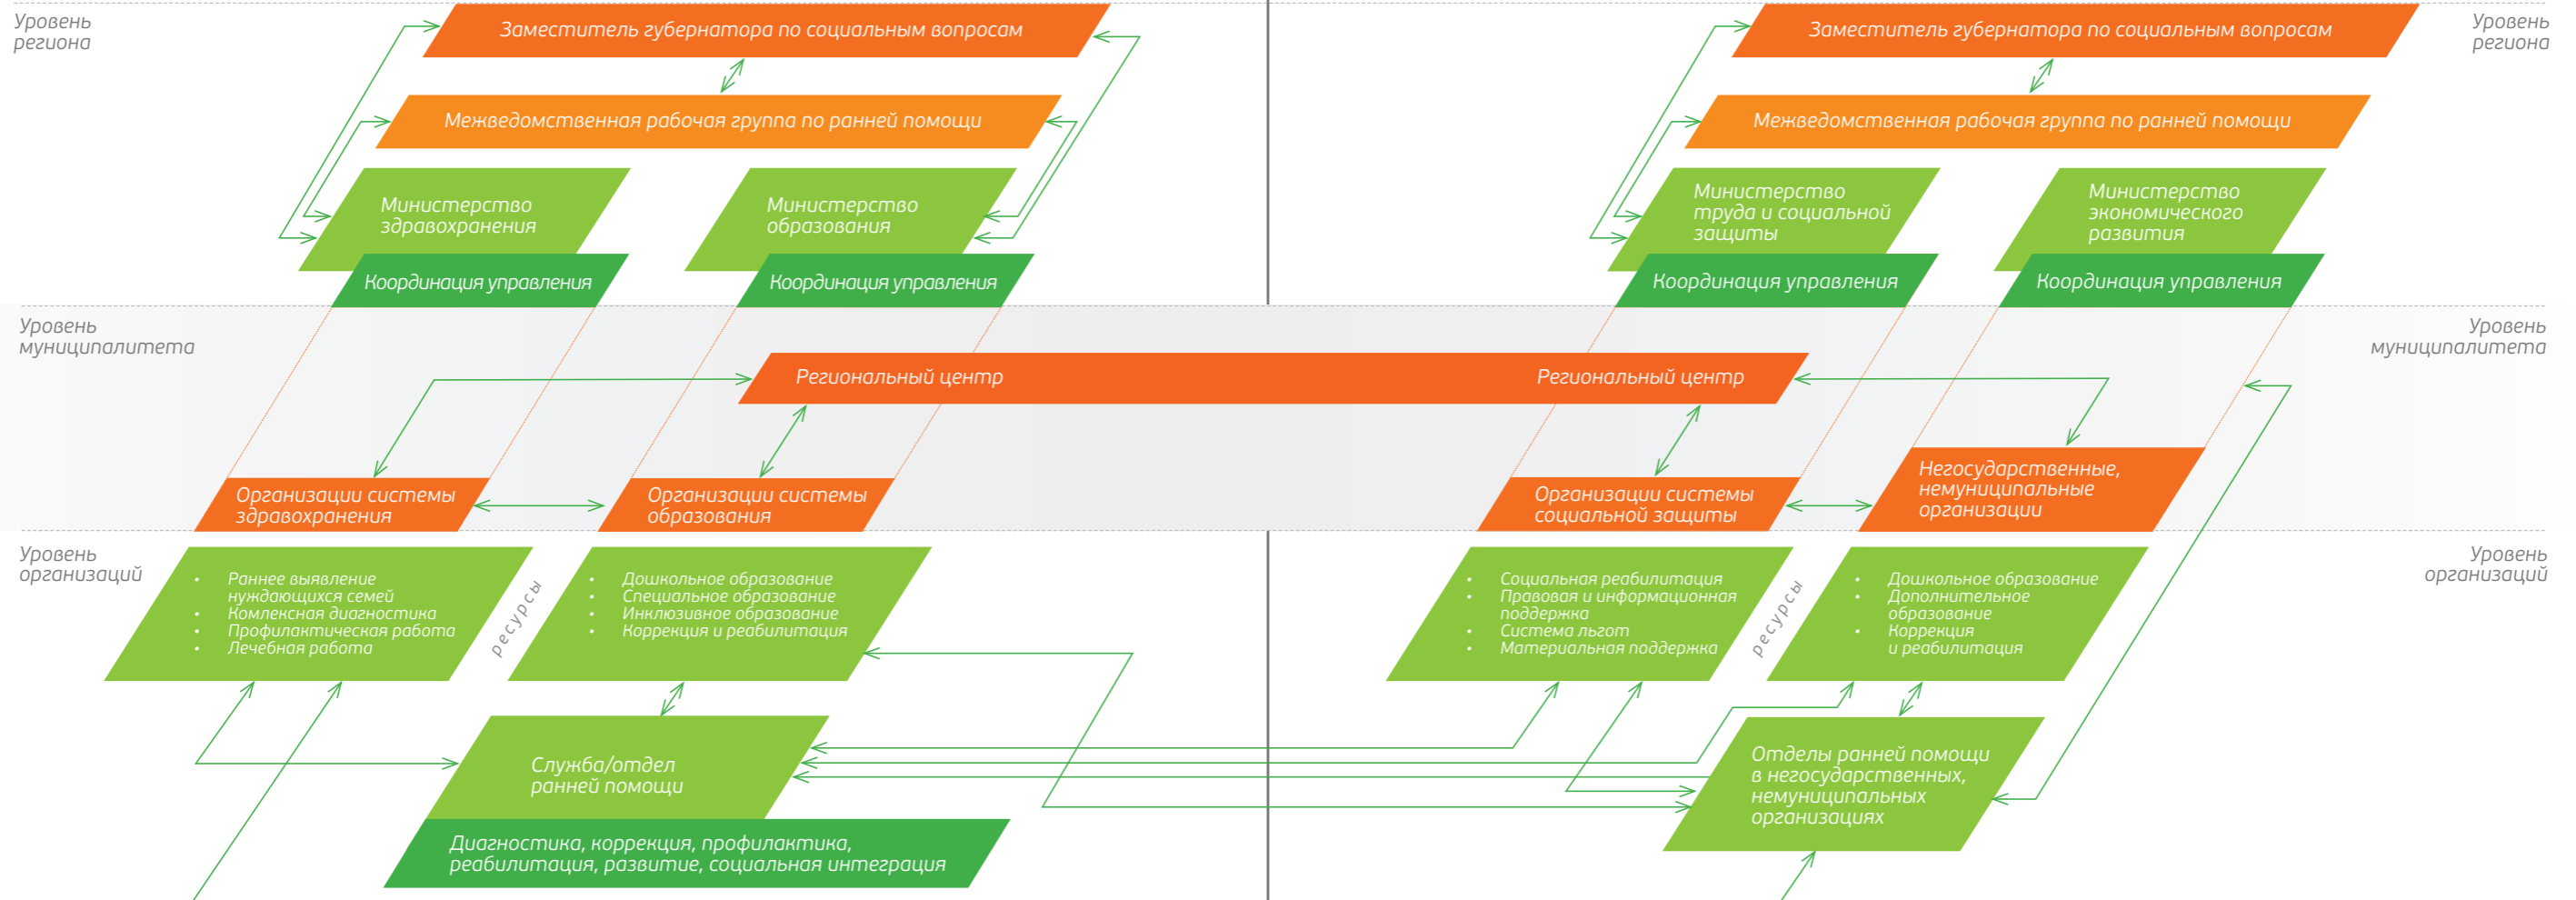 Уровень
региона
Заместитель губернатора по социальным вопросам
Межведомственная рабочая группа по ранней помощи
Министерство
здравохранения
Министерство
образования
Координация управления
Координация управления
Заместитель губернатора по социальным вопросам
Уровень
региона
Межведомственная рабочая группа по ранней помощи
Министерство
труда и социальной
защиты
Министерство
экономического
развития
Координация управления
Координация управления
Уровень
муниципалитета
Региональный центр
Региональный центр
Уровень
муниципалитета
Организации системы
здравохранения
Организации системы
образования
Организации системы
социальной защиты
Негосударственные,
немуниципальные
организации
Уровень
организаций
• Раннее выявление
нуждающихся семей
• Комлексная диагностика
• Профилактическая работа
• Лечебная работа
ресурсы
• Дошкольное образование
• Специальное образование
• Инклюзивное образование
• Коррекция и реабилитация
• Социальная реабилитация
• Правовая и информационная
поддержка
• Система льгот
• Материальная поддержка
ресурсы
• Дошкольное образование
• Дополнительное
образование
• Коррекция
и реабилитация
Уровень
организаций
Служба/отдел
ранней помощи
Диагностика, коррекция, профилактика,
реабилитация, развитие, социальная интеграция
Отделы ранней помощи
в негосударственных,
немуниципальных
организациях